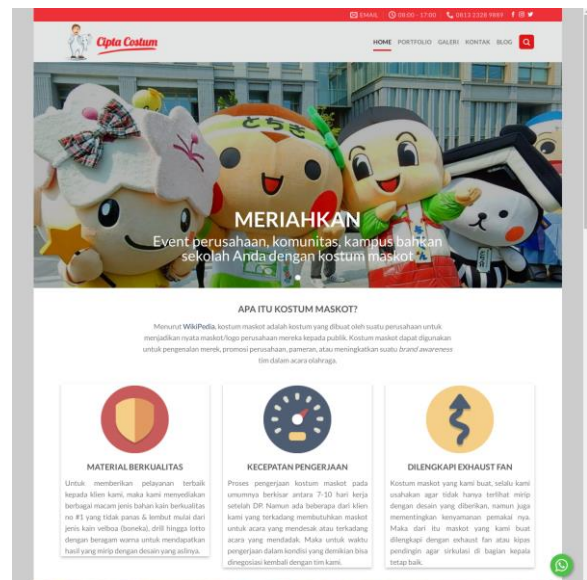 EMAIL 08:00 - 17:00 0813 2328 9889
Cipta Costum
HOME PORTFOLIO GALERI KONTAK BLOG
とちぎ
MERIAHKAN
Event perusahaan, komunitas, kampus bahkan
sekolah Anda dengan kostum maskot
APA ITU KOSTUM MASKOT?
Menurut WikiPedia, kostum maskot adalah kostum yang dibuat oleh suatu perusahaan untuk
menjadikan nyata maskot/logo perusahaan mereka kepada publik. Kostum maskot dapat digunakan
untuk pengenalan merek, promosi perusahaan, pameran, atau meningkatkan suatu brand awareness
tim dalam acara olahraga.
MATERIAL BERKUALITAS
Untuk memberikan pelayanan terbaik
kepada klien kami, maka kami menyediakan
berbagai macam jenis bahan kain berkualitas
no #1 yang tidak panas & lembut mulai dari
jenis kain velboa (boneka), drill hingga lotto
dengan beragam warna untuk mendapatkan
hasil yang mirip dengan desain yang aslinya.
KECEPATAN PENGERJAAN
Proses pengerjaan kostum maskot pada
umumnya berkisar antara 7-10 hari kerja
setelah DP. Namun ada beberapa dari klien
kami yang terkadang membutuhkan maskot
untuk acara yang mendesak atau terkadang
acara yang mendadak. Maka untuk waktu
pengerjaan dalam kondisi yang demikian bisa
dinegosiasi kembali dengan tim kami.
DILENGKAPI EXHAUST FAN
Kostum maskot yang kami buat, selalu kami
usahakan agar tidak hanya terlihat mirip
dengan desain yang diberikan, namun juga
mementingkan kenyamanan pemakai nya.
Maka dari itu maskot yang kami buat
dilengkapi dengan exhaust fan atau kipas
pendingin agar sirkulasi di bagian kepala
tetap baik.